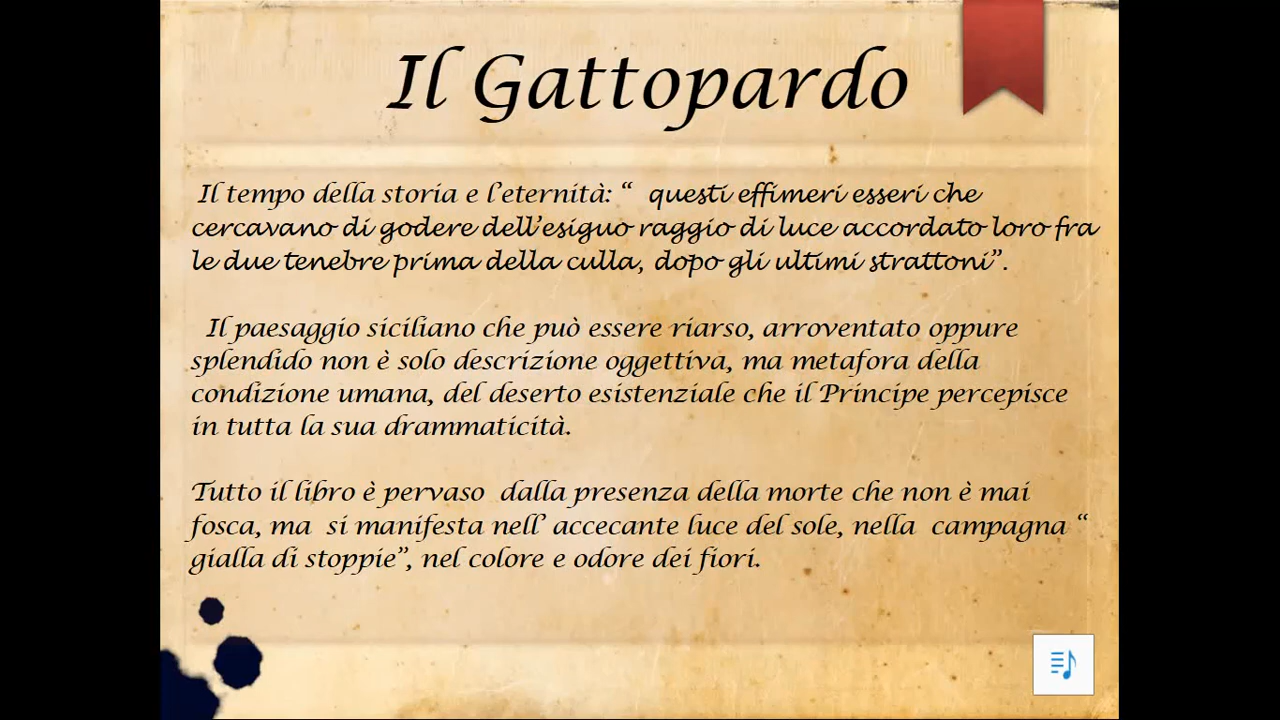 Il Gattopardo
Il tempo della storia e l’eternità: “ questi effimeri esseri che
cercavano di godere dell’esiguo raggio di luce accordato loro fra
le due tenebre prima della culla, dopo gli ultimi strattoni”.
Il paesaggio siciliano che può essere riarso, arroventato oppure
splendido non è solo descrizione oggettiva, ma metafora della
condizione umana, del deserto esistenziale che il Principe percepisce
in tutta la sua drammaticità.
Tutto il libro è pervaso dalla presenza della morte che non è mai
fosca, ma si manifesta nell’ accecante luce del sole, nella campagna “
gialla di stoppie”, nel colore e odore dei fiori.